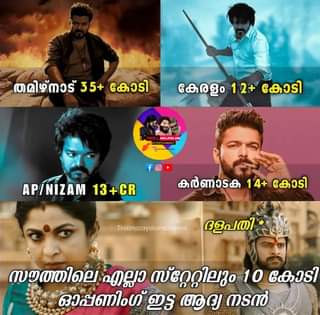 തമിഴ്നാട് 35+ കോടി
കേരളം 12+ കോടി
AP/NIZAM 13+CR
കർണാടക 14+ കോടി
ദളപതി
സൗത്തിലെ എല്ലാ സ്റ്റേറ്റിലും 10 കോടി
ഓപ്പണിംഗ് ഇട്ട ആദ്യ നടൻ